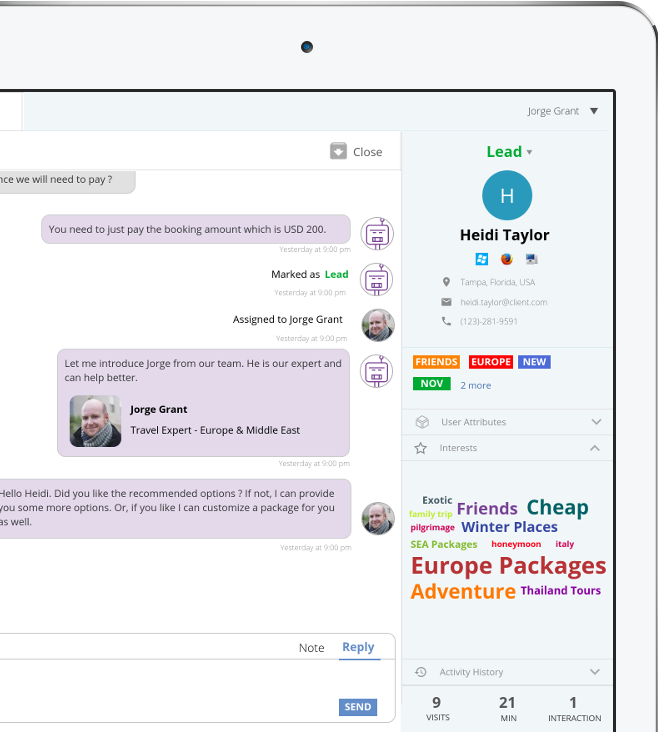 Jorge Grant
Close
nce we will need to pay ?
You need to just pay the booking amount which is USD 200.
Yesterday at 9:00 pm
Marked as Lead
Yesterday at 9:00 pm
Assigned to Jorge Grant
Yesterday at 9:00 pm
Let me introduce Jorge from our team. He is our expert and
can help better.
Jorge Grant
Travel Expert - Europe & Middle East
Yesterday at 9:00 pm
Hello Heidi. Did you like the recommended options ? If not, I can provide
you some more options. Or, if you like I can customize a package for you
as well.
Yesterday at 9:00 pm
Note Reply
SEND
Lead
H
Heidi Taylor
Tampa, Florida, USA
heidi.taylor@client.com
(123)-281-9591
FRIENDS EUROPE NEW
NOV 2 more
User Attributes
Interests
Exotic Friends Cheap
family trip
pilgrimage Winter Places
SEA Packages honeymoon italy
Europe Packages
Adventure Thailand Tours
Activity History
9 21 1
VISITS MIN INTERACTION